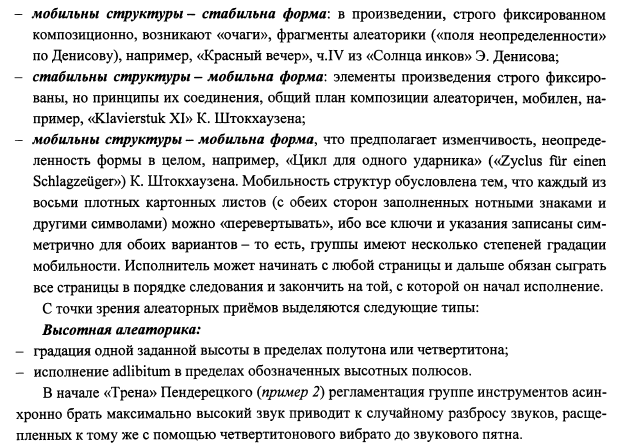 – мобильны структуры – стабильна форма: в произведении, строго фиксированном
композиционно, возникают «очаги», фрагменты алеаторики («поля неопределенности»
по Денисову), например, «Красный вечер», ч.IV из «Солнца инков» Э. Денисова;
– стабильны структуры – мобильна форма: элементы произведения строго фиксиро-
ваны, но принципы их соединения, общий план композиции алеаторичен, мобилен, на-
пример, «Klavierstuk XI» К. Штокхаузена;
– мобильны структуры – мобильна форма, что предполагает изменчивость, неопреде-
ленность формы в целом, например, «Цикл для одного ударника» («Zyclus für einen
Schlagzeüger») К. Штокхаузена. Мобильность структур обусловлена тем, что каждый из
восьми плотных картонных листов (с обеих сторон заполненных нотными знаками и
другими символами) можно «перевертывать», ибо все ключи и указания записаны сим-
метрично для обоих вариантов – то есть, группы имеют несколько степеней градации
мобильности. Исполнитель может начинать с любой страницы и дальше обязан сыграть
все страницы в порядке следования и закончить на той, с которой он начал исполнение.
С точки зрения алеаторных приёмов выделяются следующие типы:
Высотная алеаторика:
– градация одной заданной высоты в пределах полутона или четвертитона;
– исполнение adlibitum в пределах обозначенных высотных полюсов.
В начале «Трена» Пендерецкого (пример 2) регламентация группе инструментов асин-
хронно брать максимально высокий звук приводит к случайному разбросу звуков, расще-
пленных к тому же с помощью четвертитонового вибрато до звукового пятна.